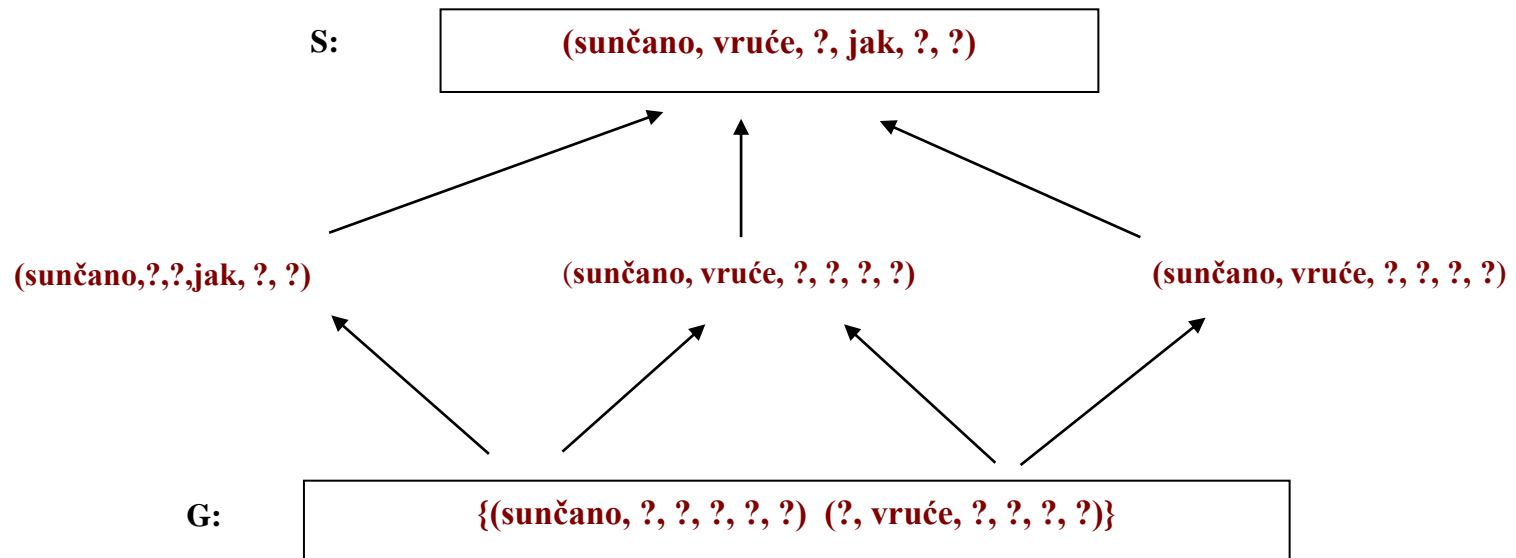 S: (sunčano, vruće, ?, jak, ?, ?)
(sunčano,?,?,jak, ?, ?) (sunčano, vruće, ?, ?, ?, ?) (sunčano, vruće, ?, ?, ?, ?)
G: {(sunčano, ?, ?, ?, ?, ?) (?, vruće, ?, ?, ?, ?)}